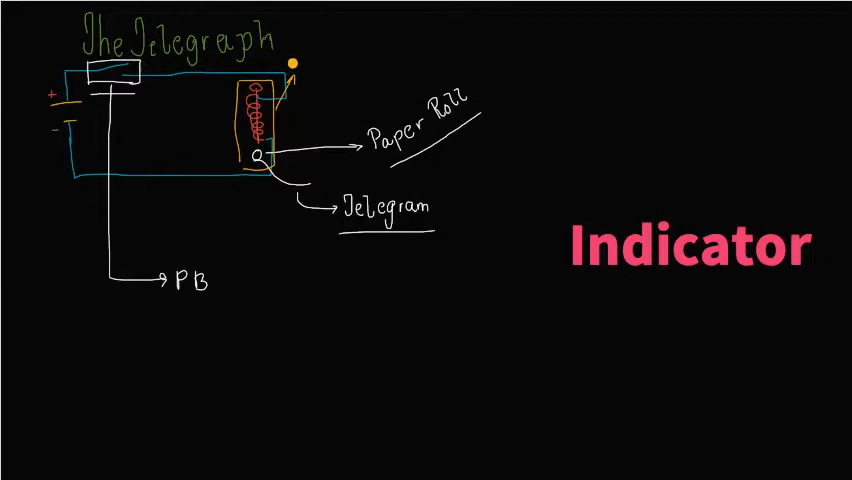 The Telegraph
+
-
Paper Roll
Telegram
Indicator
PB